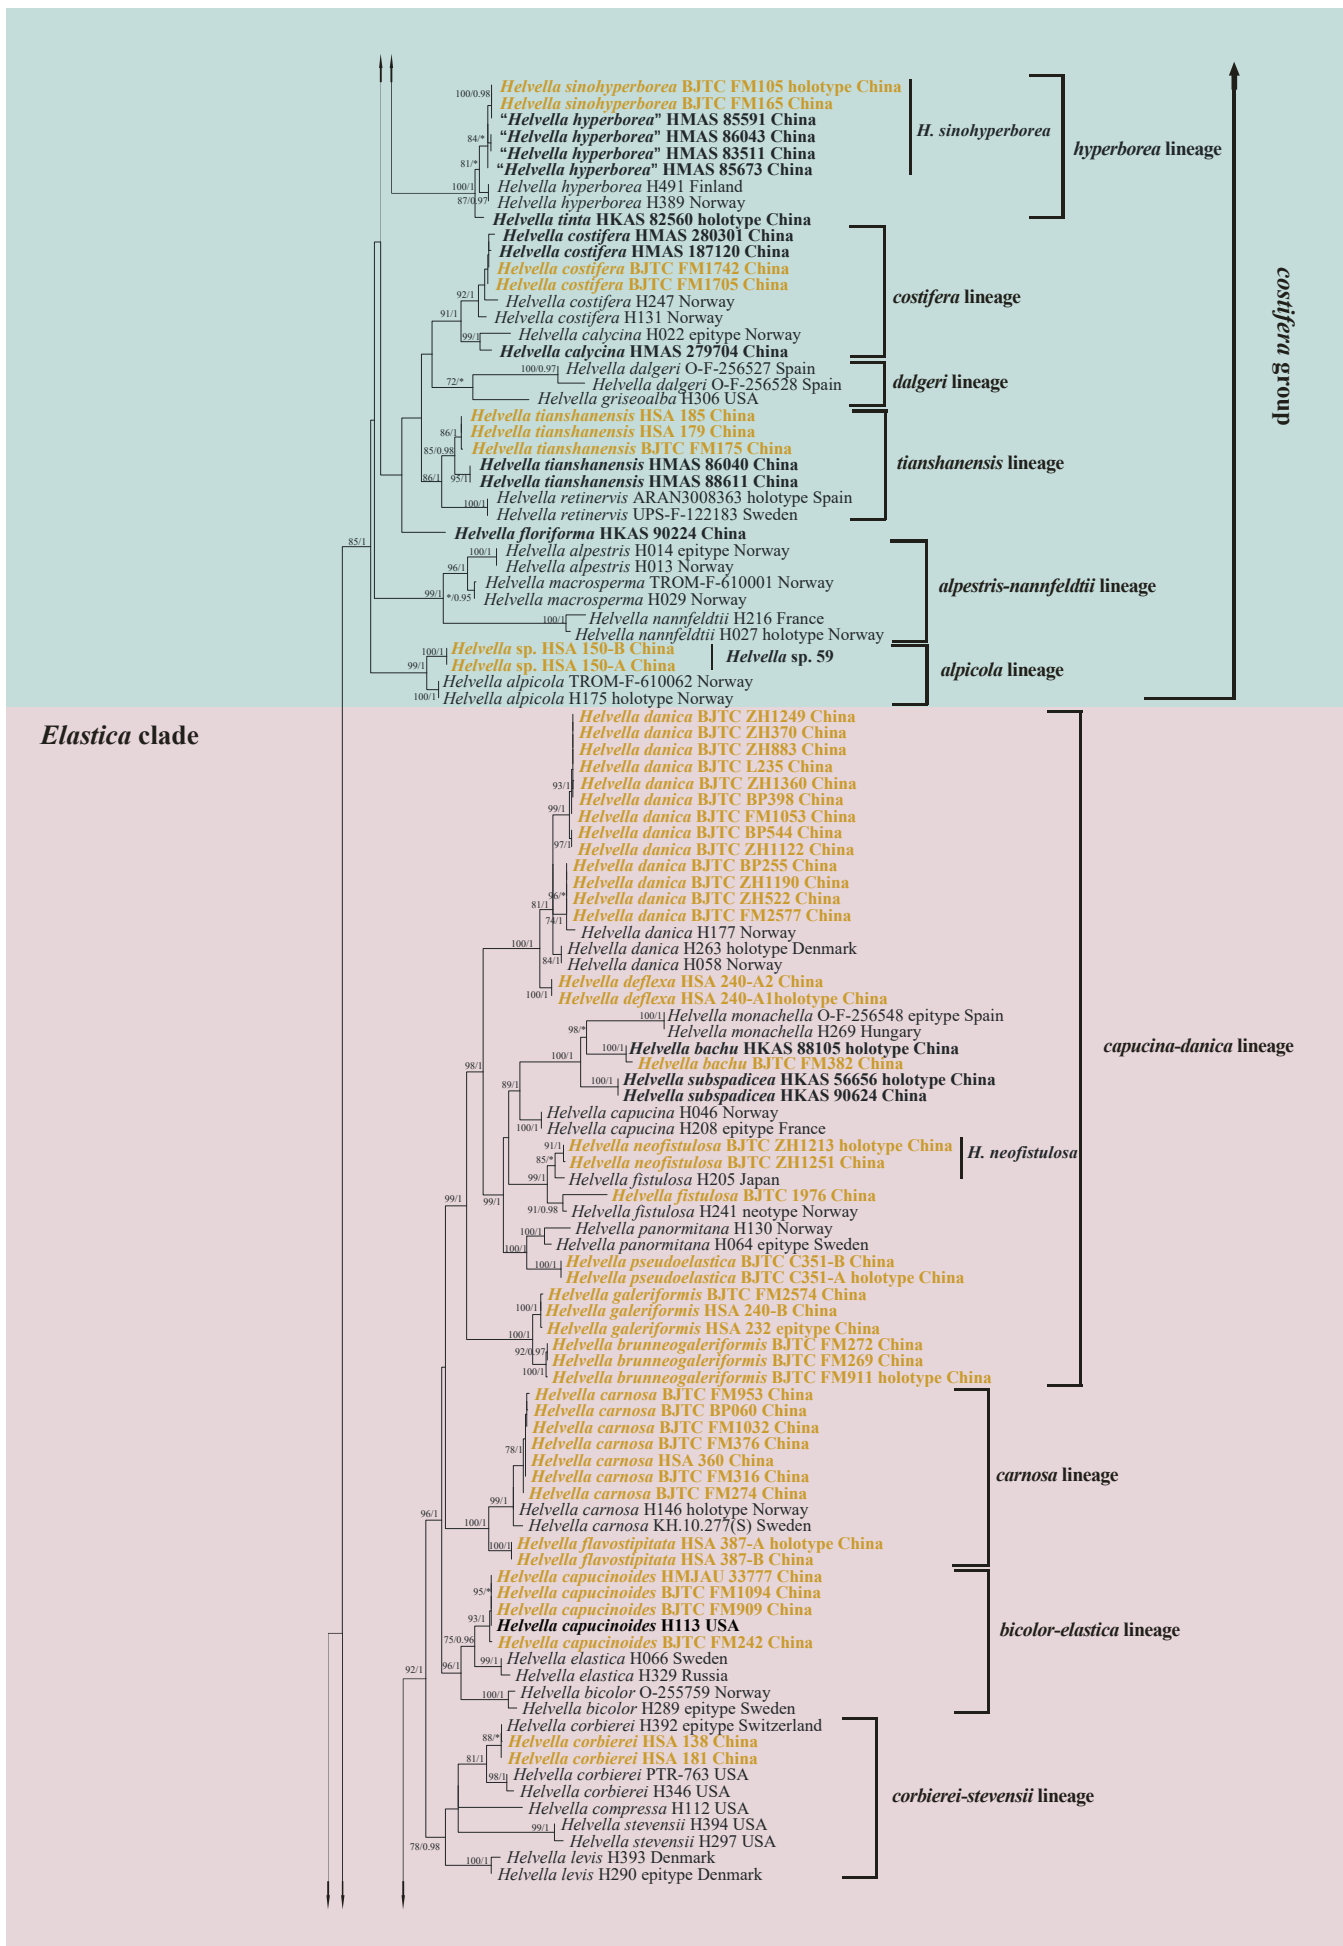 100/0.98
Helvella sinohyperborea BJTC FM105 holotype China
Helvella sinohyperborea BJTC FM165 China
"Helvella hyperborea" HMAS 85591 China
84/*
"Helvella hyperborea" HMAS 86043 China
"Helvella hyperborea" HMAS 83511 China
81/*
"Helvella hyperborea" HMAS 85673 China
H. sinohyperborea
hyperborea lineage
100/1
Helvella hyperborea H491 Finland
87/0.97
Helvella hyperborea H389 Norway
Helvella tinta HKAS 82560 holotype China
Helvella costifera HMAS 280301 China
Helvella costifera HMAS 187120 China
Helvella costifera BJTC FM1742 China
Helvella costifera BJTC FM1705 China
92/1
Helvella costifera H247 Norway
91/1
Helvella costifera H131 Norway
99/1
Helvella calycina H022 epitype Norway
Helvella calycina HMAS 279704 China
costifera lineage
costifera group
100/0.97
Helvella dalgeri O-F-256527 Spain
72/*
Helvella dalgeri O-F-256528 Spain
Helvella griseoalba H306 USA
dalgeri lineage
Helvella tianshanensis HSA 185 China
86/1
Helvella tianshanensis HSA 179 China
85/0.98
Helvella tianshanensis BJTC FM175 China
Helvella tianshanensis HMAS 86040 China
86/1
95/1
Helvella tianshanensis HMAS 88611 China
tianshanensis lineage
100/1
Helvella retinervis ARAN3008363 holotype Spain
Helvella retinervis UPS-F-122183 Sweden
Helvella floriforma HKAS 90224 China
85/1
100/1
Helvella alpestris H014 epitype Norway
96/1
Helvella alpestris H013 Norway
Helvella macrosperma TROM-F-610001 Norway
99/1
*/0.95
Helvella macrosperma H029 Norway
100/1
Helvella nannfeldtii H216 France
Helvella nannfeldtii H027 holotype Norway
alpestris-nannfeldtii lineage
100/1
Helvella sp. HSA 150-B China
99/1
Helvella sp. HSA 150-A China
Helvella sp. 59
Helvella alpicola TROM-F-610062 Norway
100/1
Helvella alpicola H175 holotype Norway
alpicola lineage
Elastica clade
Helvella danica BJTC ZH1249 China
Helvella danica BJTC ZH370 China
Helvella danica BJTC ZH883 China
Helvella danica BJTC L235 China
93/1
Helvella danica BJTC ZH1360 China
Helvella danica BJTC BP398 China
99/1
Helvella danica BJTC FM1053 China
Helvella danica BJTC BP544 China
97/1
Helvella danica BJTC ZH1122 China
Helvella danica BJTC BP255 China
Helvella danica BJTC ZH1190 China
96/*
Helvella danica BJTC ZH522 China
81/1
74/1
Helvella danica BJTC FM2577 China
Helvella danica H177 Norway
100/1
Helvella danica H263 holotype Denmark
84/1
Helvella danica H058 Norway
Helvella deflexa HSA 240-A2 China
100/1
Helvella deflexa HSA 240-A1holotype China
100/1
Helvella monachella O-F-256548 epitype Spain
98/*
Helvella monachella H269 Hungary
100/1
Helvella bachu HKAS 88105 holotype China
100/1
Helvella bachu BJTC FM382 China
98/1
100/1
Helvella subspadicea HKAS 56656 holotype China
89/1
Helvella subspadicea HKAS 90624 China
Helvella capucina H046 Norway
100/1
Helvella capucina H208 epitype France
capucina-danica lineage
91/1
Helvella neofistulosa BJTC ZH1213 holotype China
85/*
Helvella neofistulosa BJTC ZH1251 China
H. neofistulosa
99/1
Helvella fistulosa H205 Japan
99/1
99/1
Helvella fistulosa BJTC 1976 China
91/0.98
Helvella fistulosa H241 neotype Norway
100/1
Helvella panormitana H130 Norway
100/1
Helvella panormitana H064 epitype Sweden
100/1
Helvella pseudoelastica BJTC C351-B China
Helvella pseudoelastica BJTC C351-A holotype China
Helvella galeriformis BJTC FM2574 China
100/1
Helvella galeriformis HSA 240-B China
100/1
Helvella galeriformis HSA 232 epitype China
92/0.97
Helvella brunneogaleriformis BJTC FM272 China
Helvella brunneogaleriformis BJTC FM269 China
100/1
Helvella brunneogaleriformis BJTC FM911 holotype China
Helvella carnosa BJTC FM953 China
Helvella carnosa BJTC BP060 China
Helvella carnosa BJTC FM1032 China
78/1
Helvella carnosa BJTC FM376 China
Helvella carnosa HSA 360 China
Helvella carnosa BJTC FM316 China
Helvella carnosa BJTC FM274 China
99/1
Helvella carnosa H146 holotype Norway
96/1
100/1
Helvella carnosa KH.10.277(S) Sweden
100/1
Helvella flavostipitata HSA 387-A holotype China
Helvella flavostipitata HSA 387-B China
carnosa lineage
Helvella capucinoides HMJAU 33777 China
95/*
Helvella capucinoides BJTC FM1094 China
Helvella capucinoides BJTC FM909 China
93/1
Helvella capucinoides H113 USA
75/0.96
Helvella capucinoides BJTC FM242 China
bicolor-elastica lineage
92/1
96/1
99/1
Helvella elastica H066 Sweden
Helvella elastica H329 Russia
100/1
Helvella bicolor O-255759 Norway
Helvella bicolor H289 epitype Sweden
Helvella corbierei H392 epitype Switzerland
88/*
Helvella corbierei HSA 138 China
81/1
Helvella corbierei HSA 181 China
98/1
Helvella corbierei PTR-763 USA
Helvella corbierei H346 USA
Helvella compressa H112 USA
corbierei-stevensii lineage
99/1
Helvella stevensii H394 USA
78/0.98
Helvella stevensii H297 USA
100/1
Helvella levis H393 Denmark
Helvella levis H290 epitype Denmark